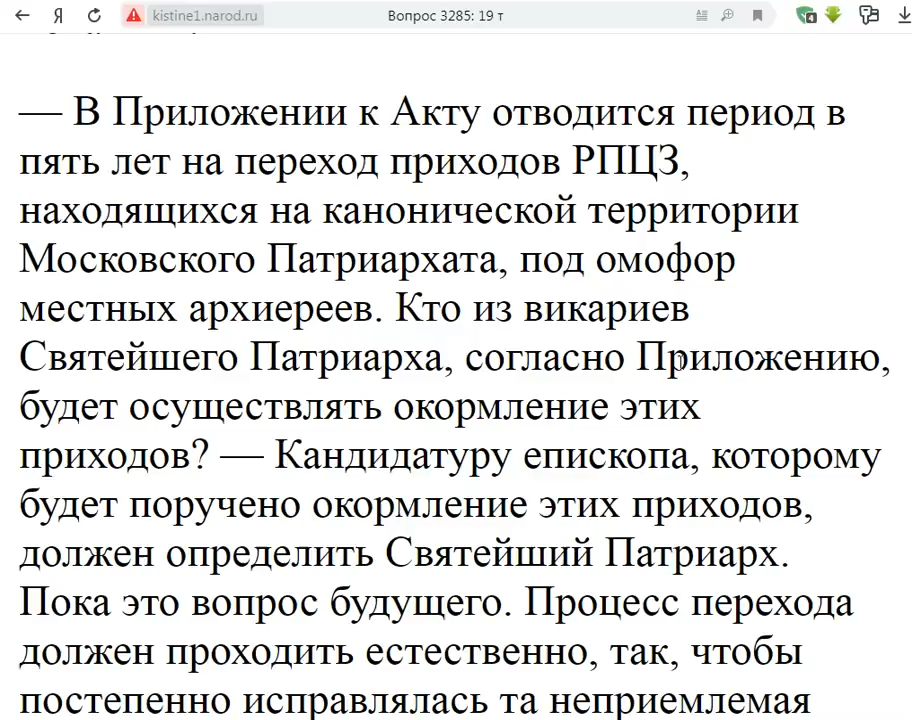 kistine1.narod.ru
Вопрос 3285: 19 т
4
— В Приложении к Акту отводится период в
пять лет на переход приходов РПЦЗ,
находящихся на канонической территории
Московского Патриархата, под омофор
местных архиереев. Кто из викариев
Святейшего Патриарха, согласно Приложению,
будет осуществлять окормление этих
приходов? — Кандидатуру епископа, которому
будет поручено окормление этих приходов,
должен определить Святейший Патриарх.
Пока это вопрос будущего. Процесс перехода
должен проходить естественно, так, чтобы
постепенно исправлялась та неприемлемая